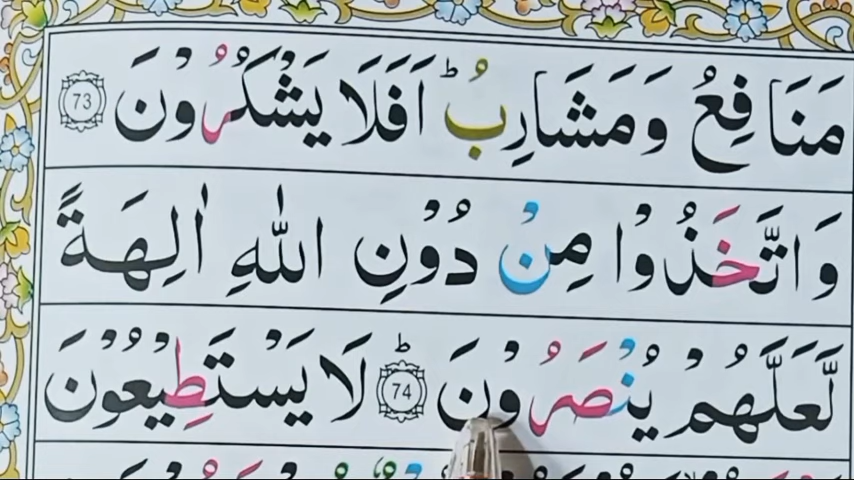 مَنَافِعُ وَمَشَارِبُ ؕ اَفَلَا يَشْكُرُوْنَ 73
وَاتَّخَذُوْا مِنْ دُوْنِ اللّٰهِ اٰلِهَةً
لَّعَلَّهُمْ يُنْصَرُوْنَ ؕ 74 لَا يَسْتَطِيْعُوْنَ